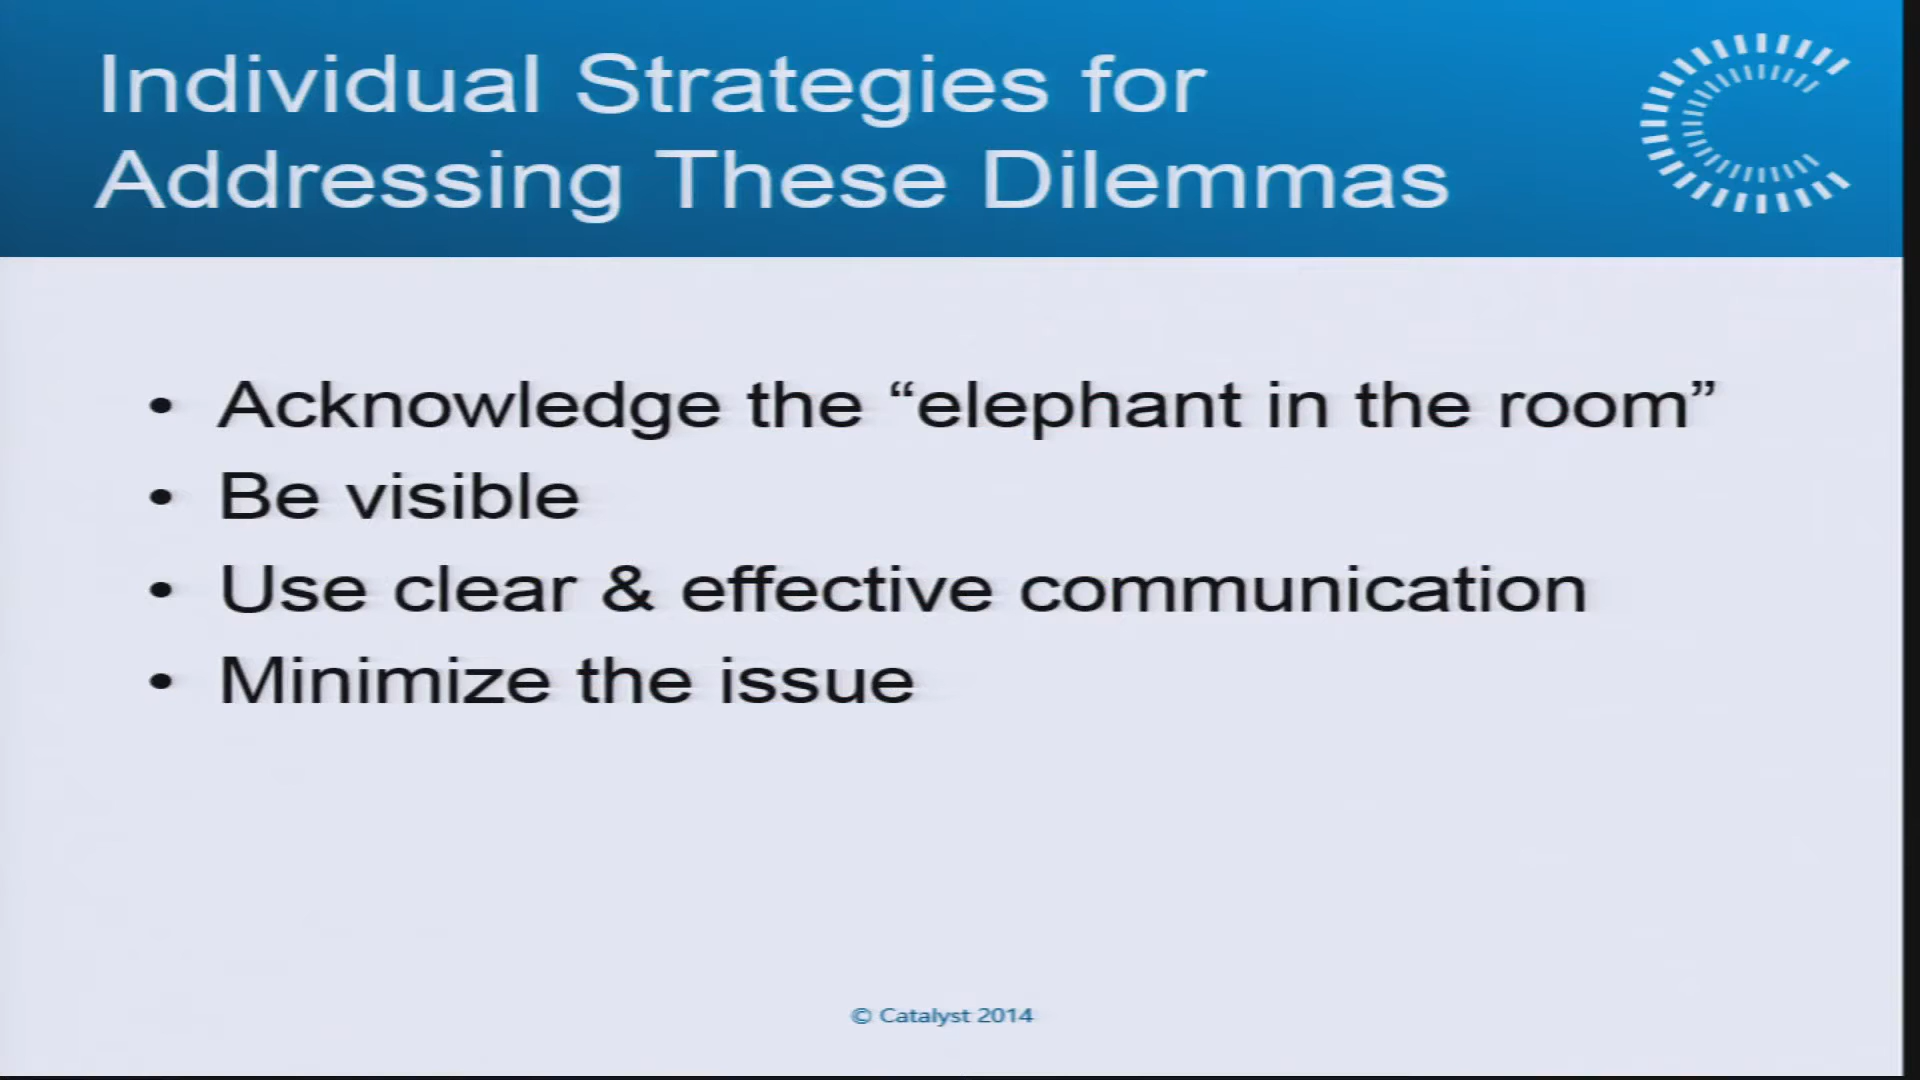 Individual Strategies for
Addressing These Dilemmas
• Acknowledge the “elephant in the room”
• Be visible
• Use clear & effective communication
• Minimize the issue
© Catalyst 2014